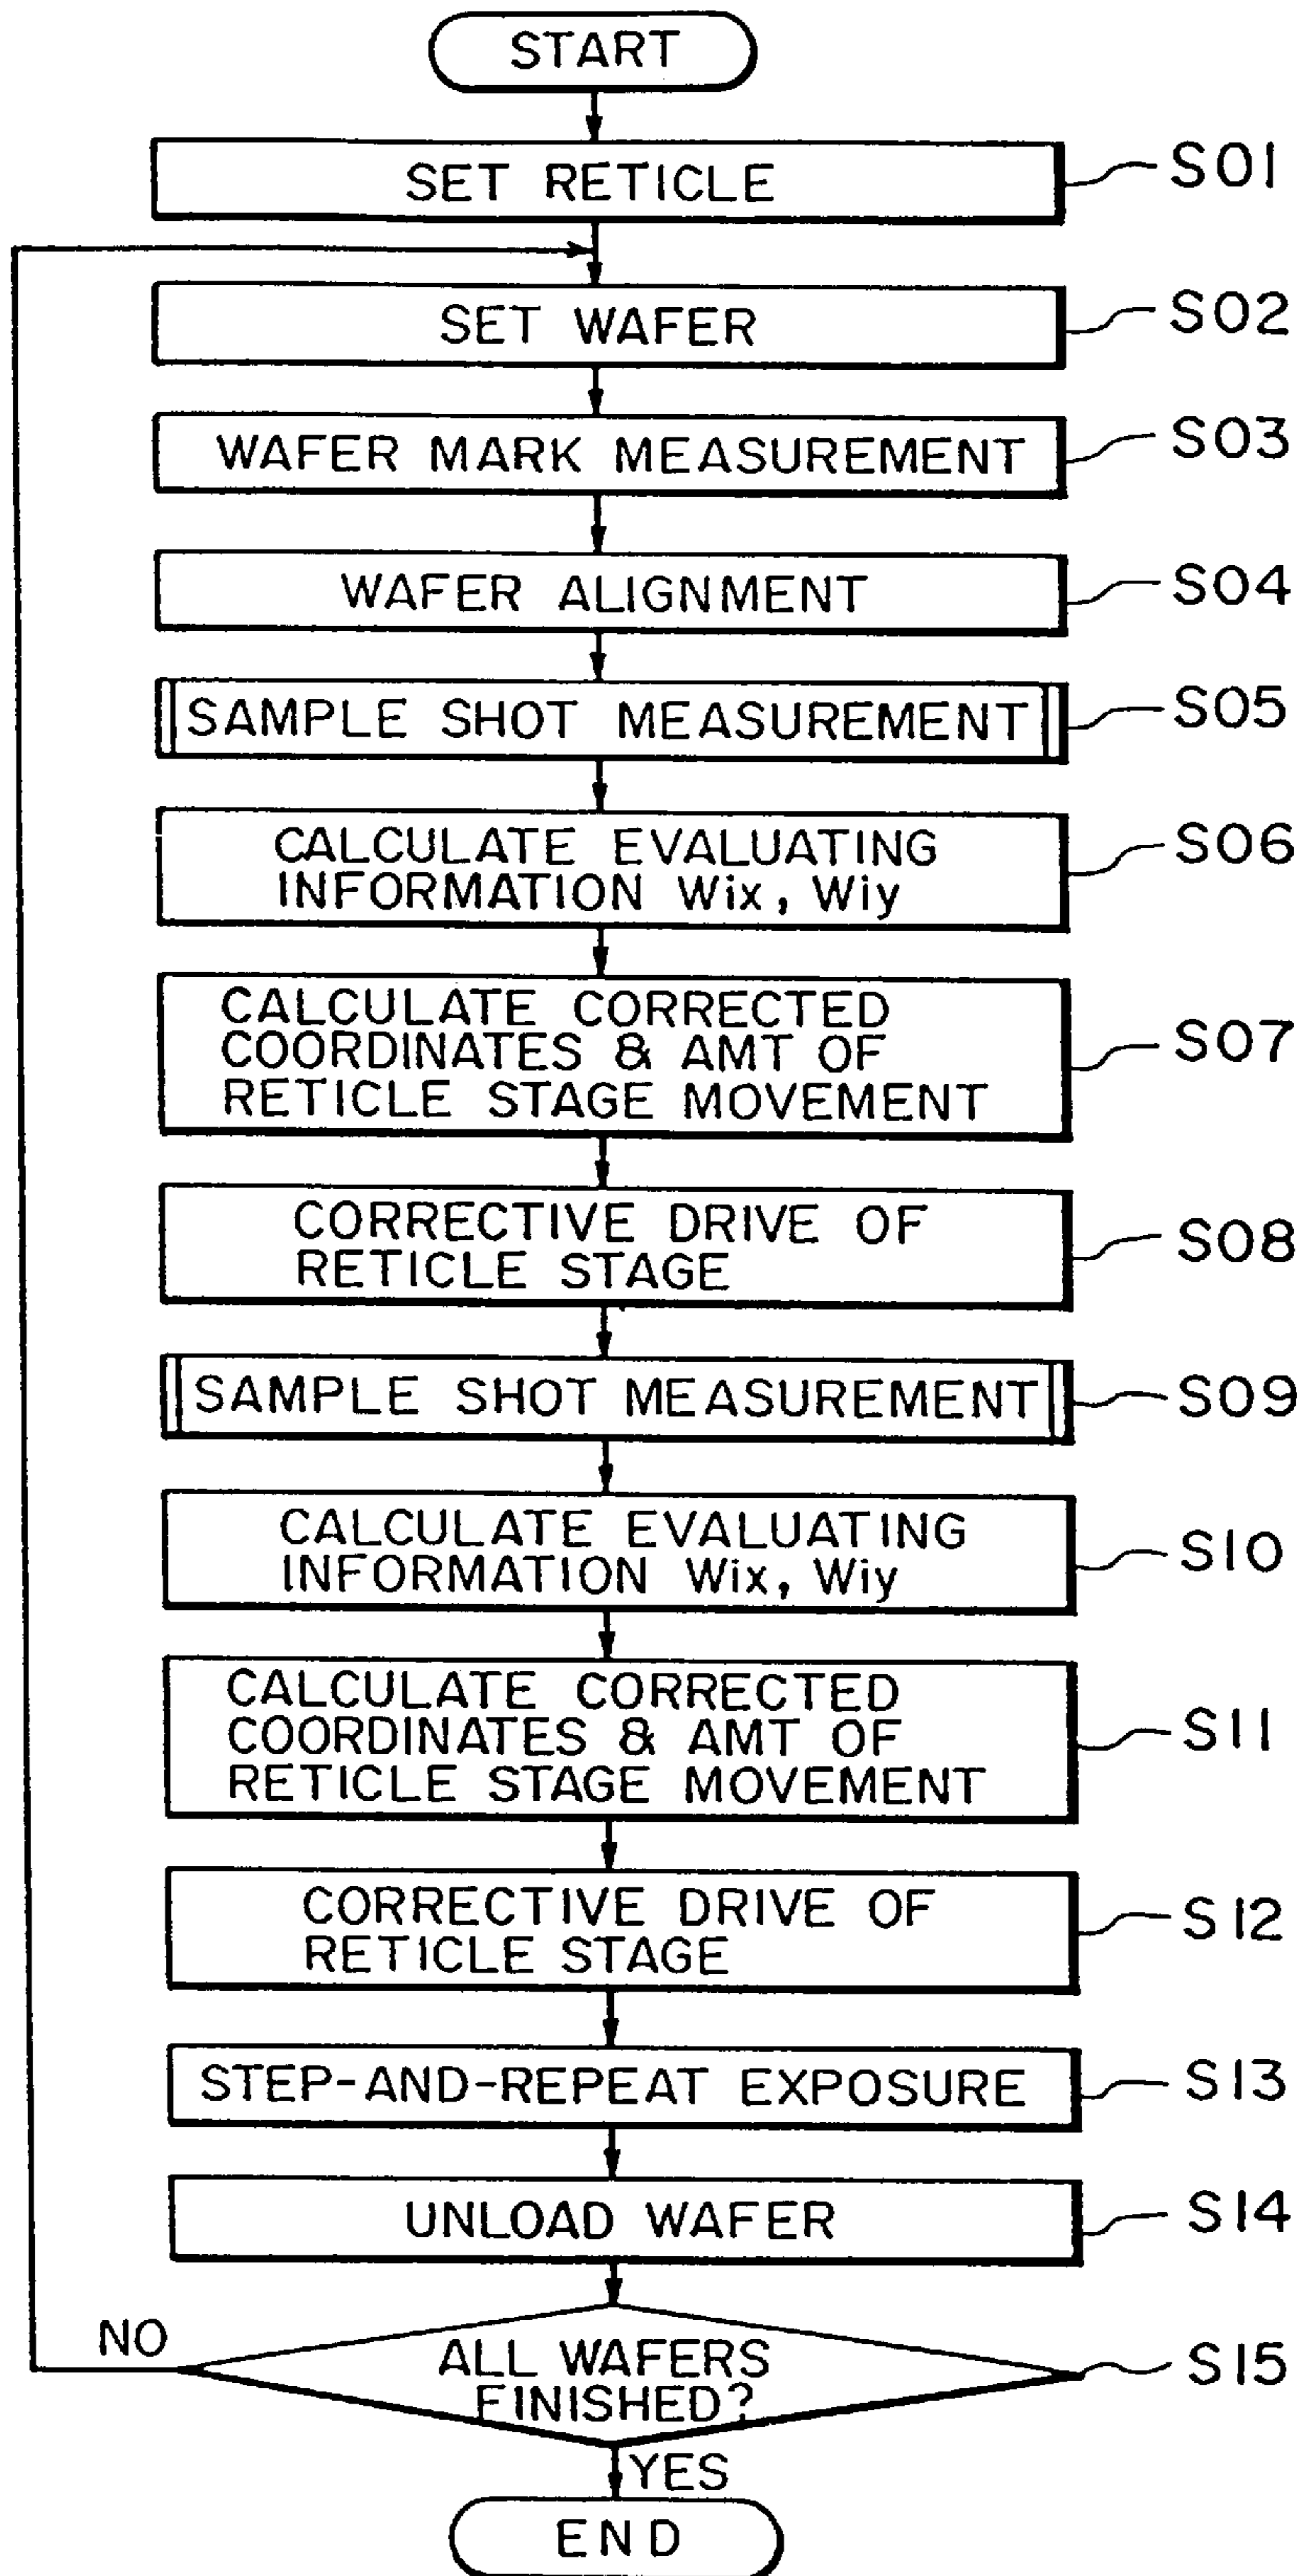 START
SET RETICLE
S01
SET WAFER
S02
WAFER MARK MEASUREMENT
S03
WAFER ALIGNMENT
S04
SAMPLE SHOT MEASUREMENT
S05
CALCULATE EVALUATING
INFORMATION Wix, Wiy
S06
CALCULATE CORRECTED
COORDINATES & AMT OF
RETICLE STAGE MOVEMENT
S07
CORRECTIVE DRIVE OF
RETICLE STAGE
S08
SAMPLE SHOT MEASUREMENT
S09
CALCULATE EVALUATING
INFORMATION Wix, Wiy
S10
CALCULATE CORRECTED
COORDINATES & AMT OF
RETICLE STAGE MOVEMENT
S11
CORRECTIVE DRIVE OF
RETICLE STAGE
S12
STEP-AND-REPEAT EXPOSURE
S13
UNLOAD WAFER
S14
NO
ALL WAFERS
FINISHED?
S15
YES
END